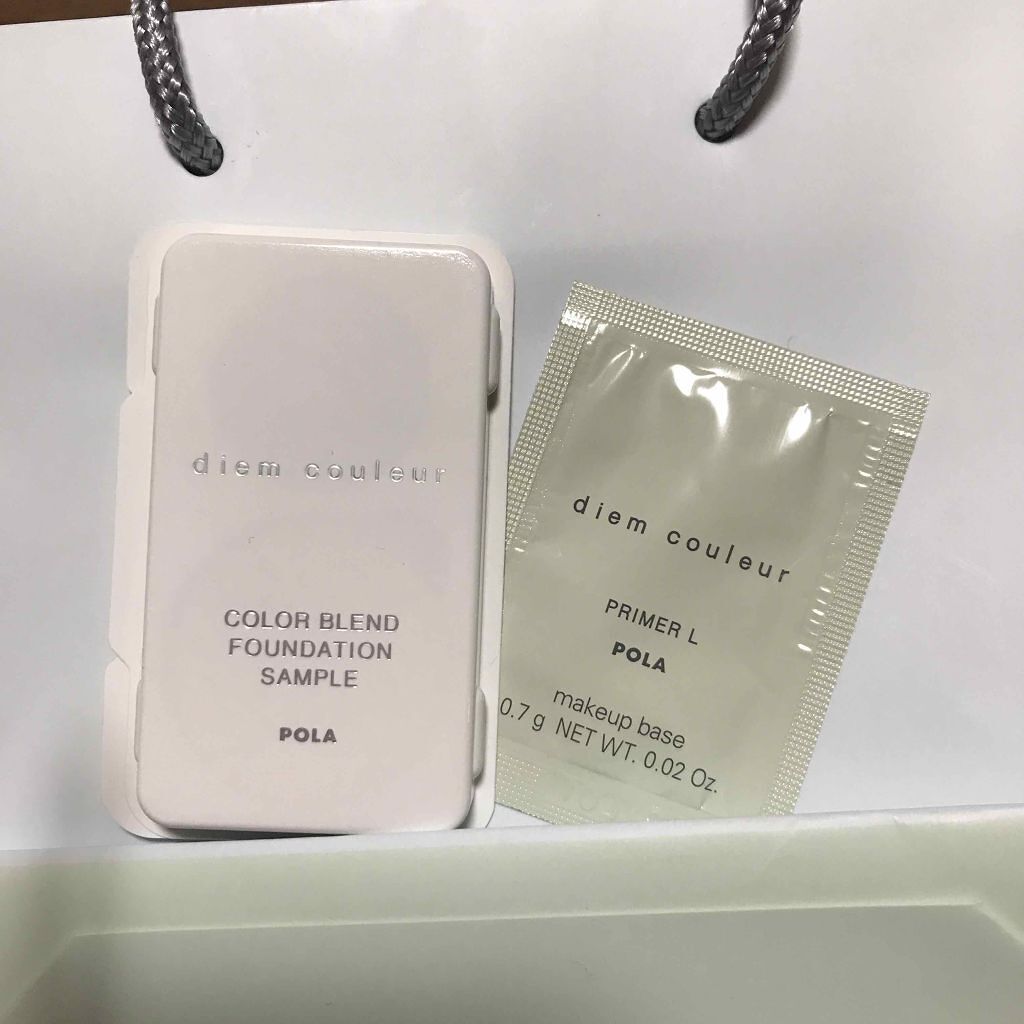 diem couleur
COLOR BLEND
FOUNDATION
SAMPLE
POLA
diem couleur
PRIMER L
POLA
makeup base
0.7 g NET WT. 0.02 Oz.